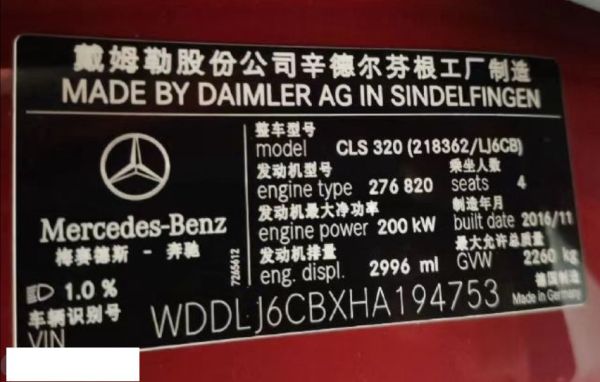 戴姆勒股份公司辛德尔芬根工厂制造
MADE BY DAIMLER AG IN SINDELFINGEN
整车型号
model CLS 320 (218362/LJ6CB)
发动机型号 乘坐人数
engine type 276 820 seats 4
发动机最大净功率 制造年月
engine power 200 kW built date 2016/11
发动机排量 最大允许总质量
eng. displ. 2996 ml GVW 2260 kg
Mercedes-Benz
梅赛德斯 - 奔驰
7265612
1.0 %
车辆识别号
VIN WDDLJ6CBXHA194753
德国制造
Made in Germany